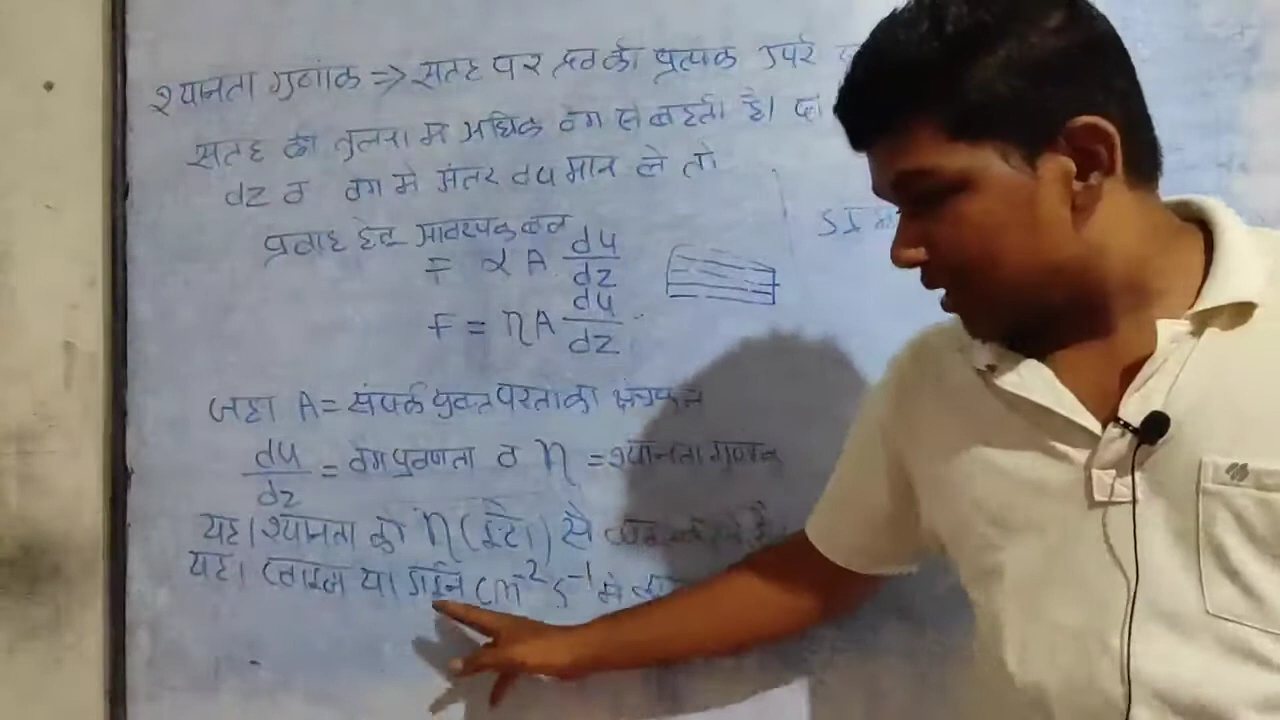 श्यानता गुणांक => सतह पर द्रव की प्रत्यक उपरी
सतह की तुलना मे अधिक वेग से बहती है।
dz व वेग मे अंतर du मान ले तो
प्रवाह हेतु आवश्यक बल
= α A du/dz
F = ηA du/dz
SI
जहा A = संपर्क युक्त परतो का क्षेत्रफल
du/dz = वेग प्रवणता व η = श्यानता गुणांक
यहा श्यानता को η (ईटा) से
यहा या डाईन cm⁻² s⁻¹ से